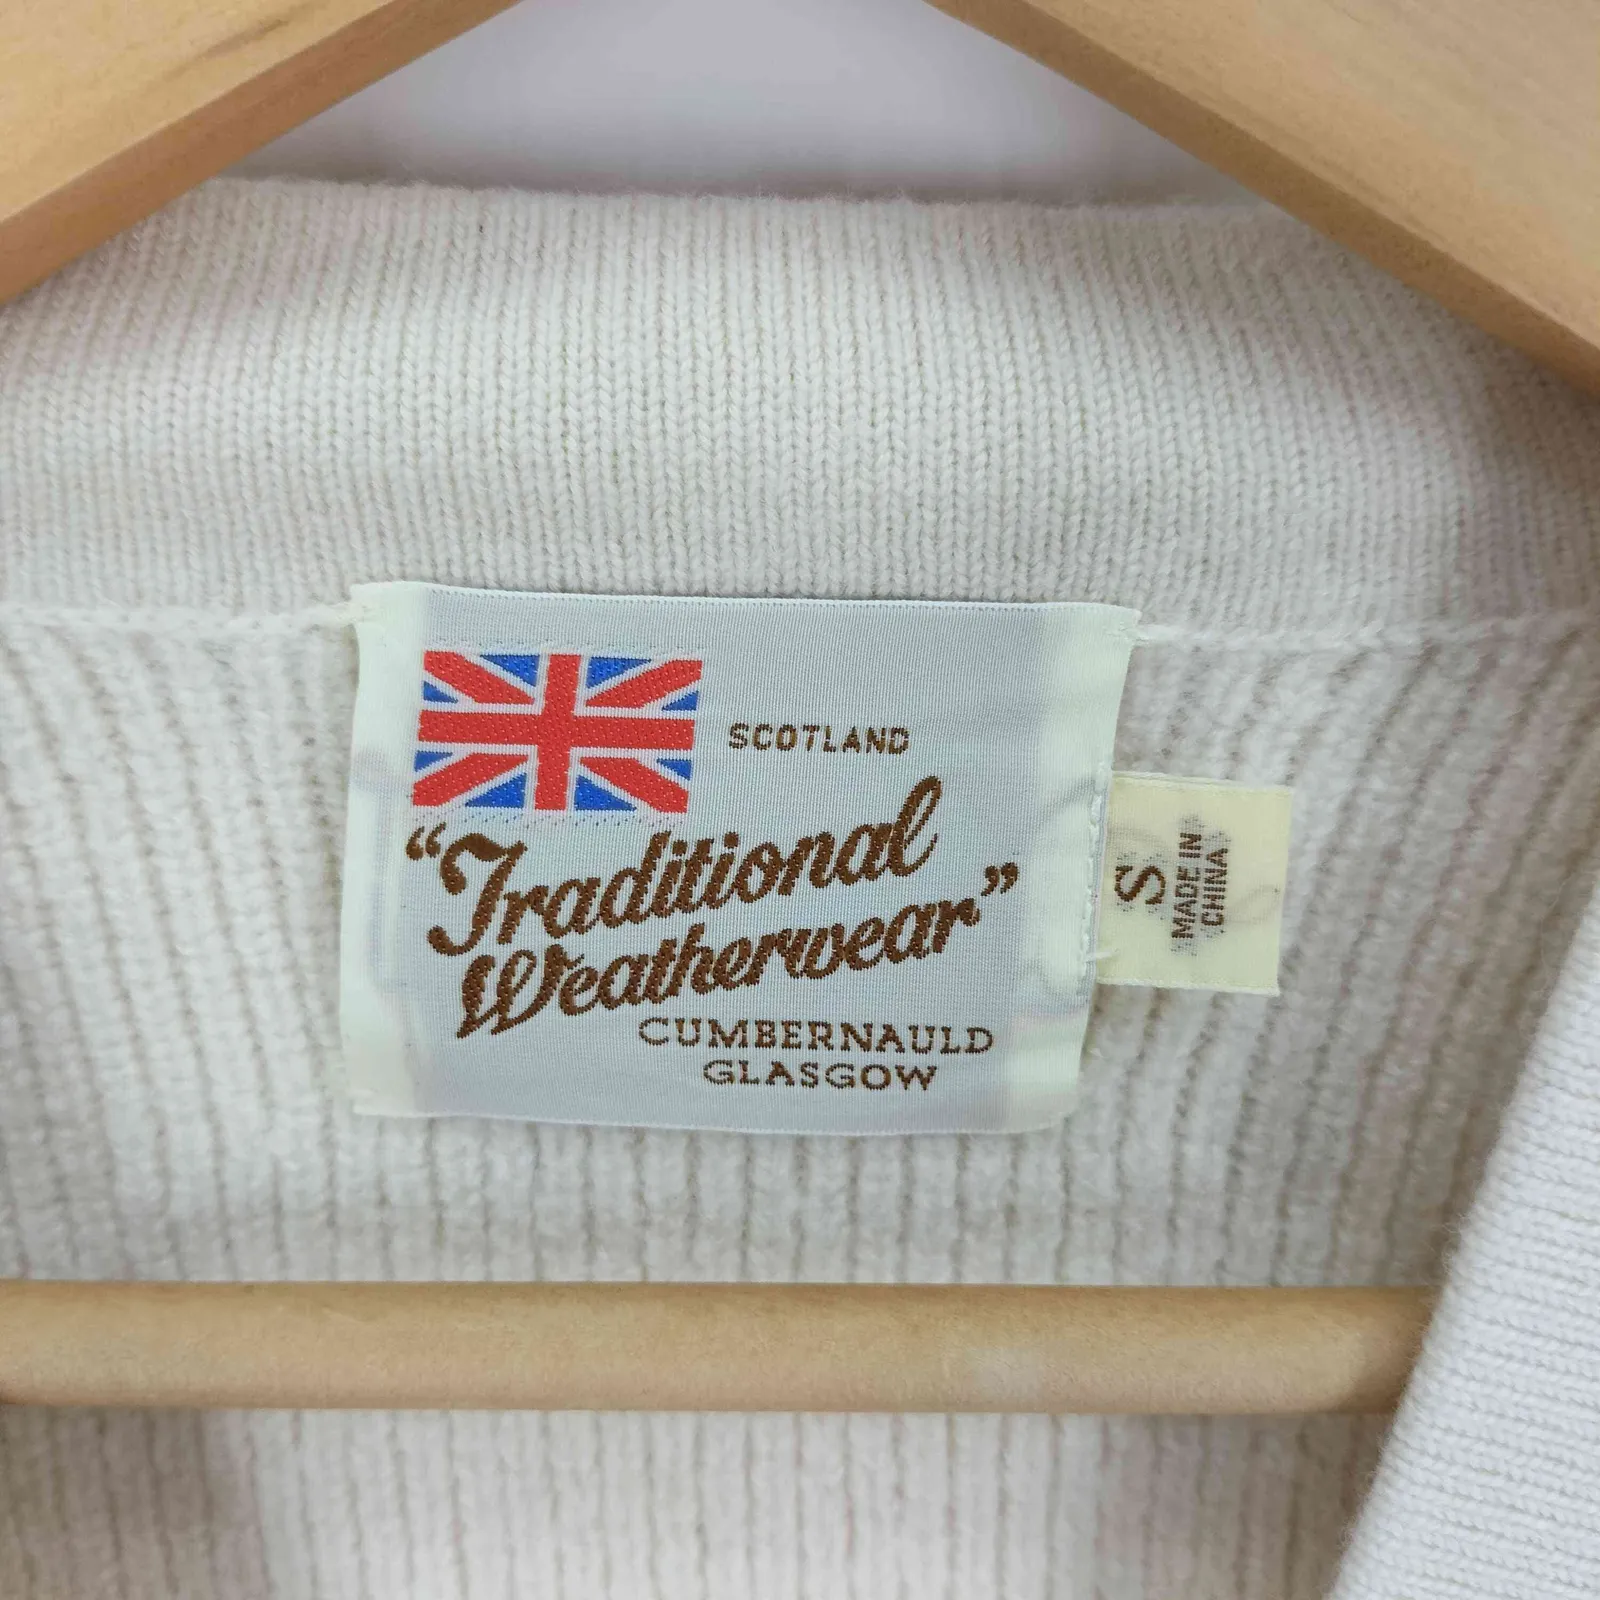 SCOTLAND
“Traditional
Weatherwear”
CUMBERNAULD
GLASGOW
S
MADE IN
CHINA